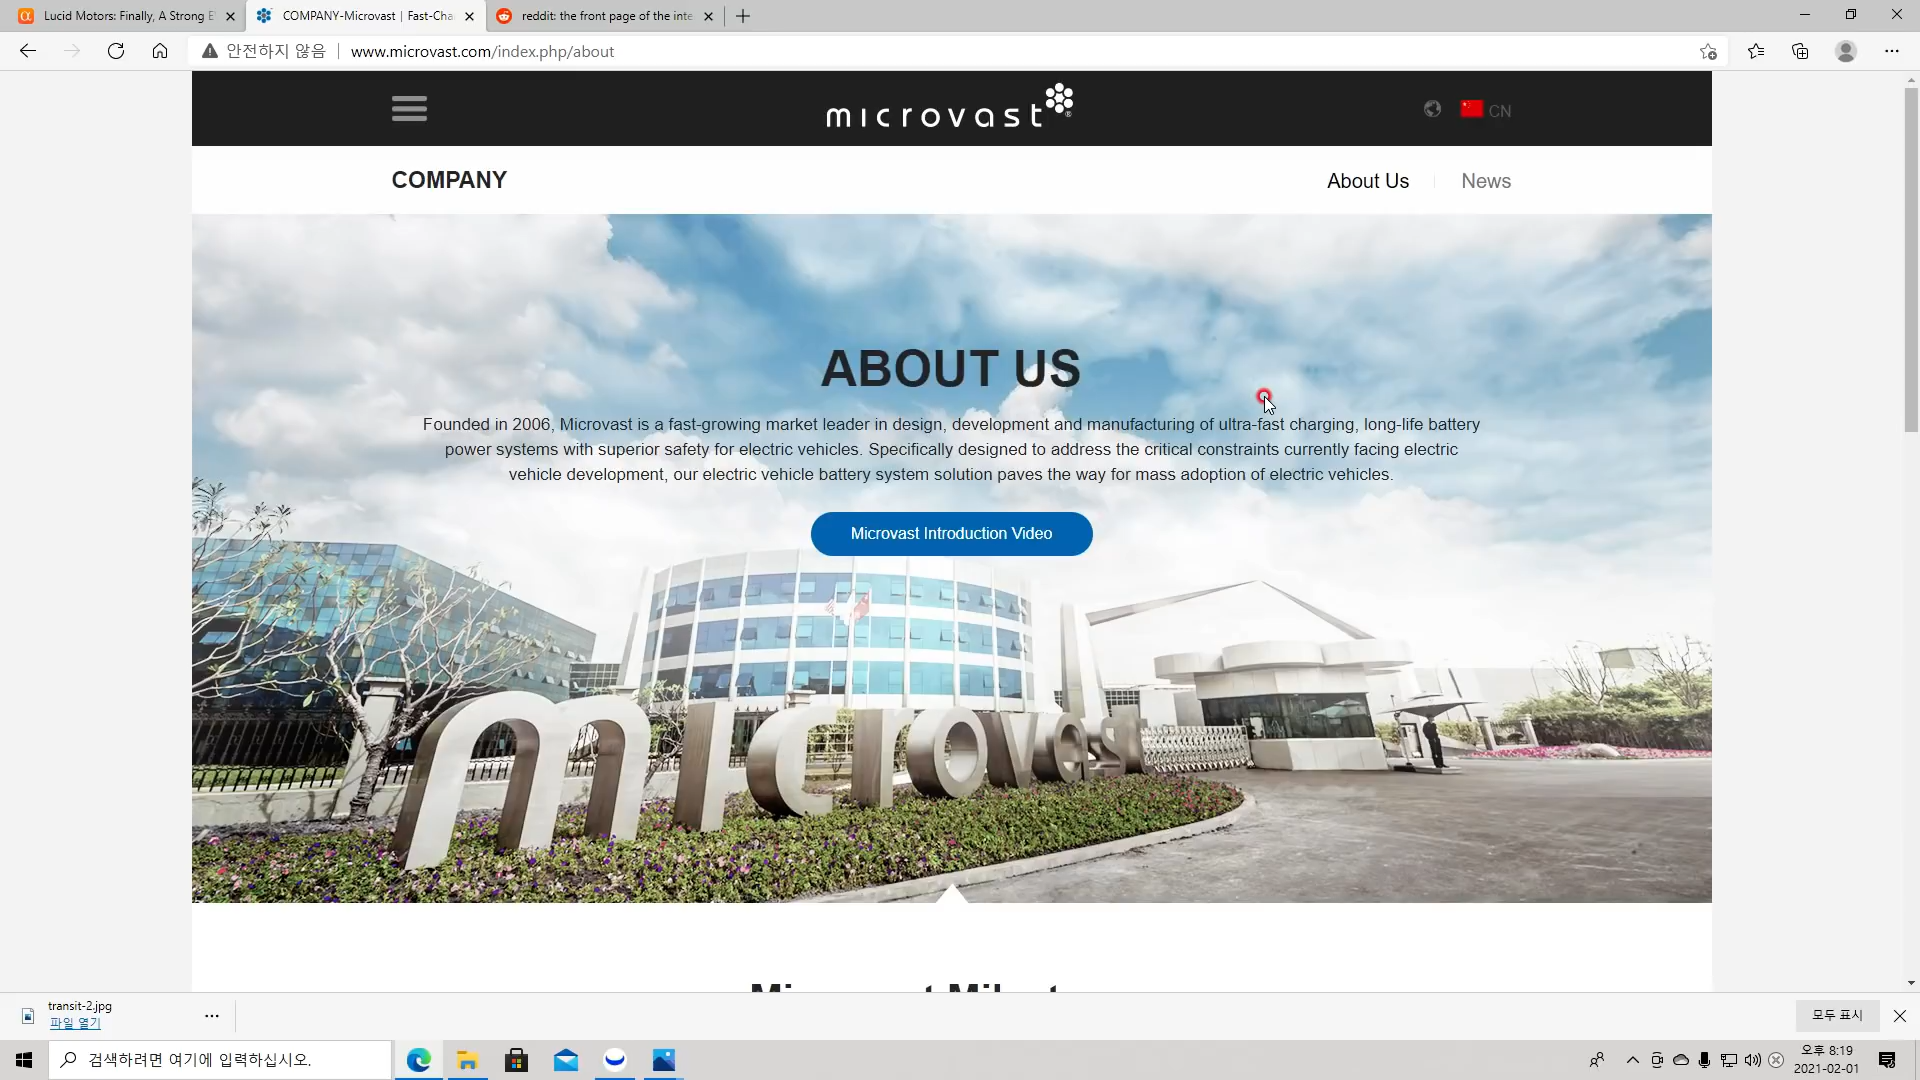 Lucid Motors: Finally, A Strong E
COMPANY-Microvast | Fast-Cha
reddit: the front page of the inte
안전하지 않음
www.microvast.com/index.php/about
microvast
CN
COMPANY
About Us
News
ABOUT US
Founded in 2006, Microvast is a fast-growing market leader in design, development and manufacturing of ultra-fast charging, long-life battery
power systems with superior safety for electric vehicles. Specifically designed to address the critical constraints currently facing electric
vehicle development, our electric vehicle battery system solution paves the way for mass adoption of electric vehicles.
Microvast Introduction Video
microvast
transit-2.jpg
파일 열기
모두 표시
검색하려면 여기에 입력하십시오.
오후 8:19
2021-02-01